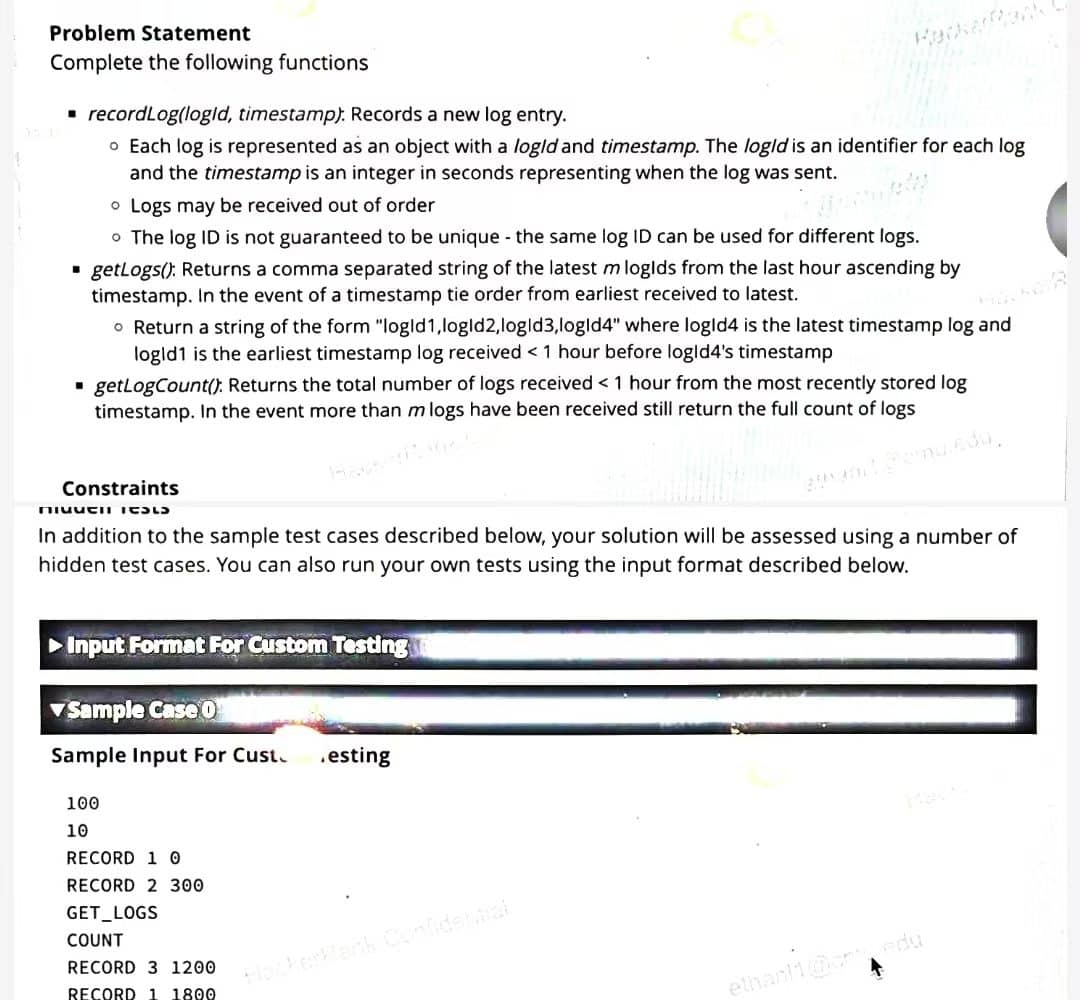 Problem Statement
Complete the following functions
▪ recordLog(logId, timestamp): Records a new log entry.
◦ Each log is represented as an object with a logId and timestamp. The logId is an identifier for each log
and the timestamp is an integer in seconds representing when the log was sent.
◦ Logs may be received out of order
◦ The log ID is not guaranteed to be unique - the same log ID can be used for different logs.
▪ getLogs(): Returns a comma separated string of the latest m logIds from the last hour ascending by
timestamp. In the event of a timestamp tie order from earliest received to latest.
◦ Return a string of the form "logId1,logId2,logId3,logId4" where logId4 is the latest timestamp log and
logId1 is the earliest timestamp log received < 1 hour before logId4's timestamp
▪ getLogCount(): Returns the total number of logs received < 1 hour from the most recently stored log
timestamp. In the event more than m logs have been received still return the full count of logs
Constraints
Hidden Tests
In addition to the sample test cases described below, your solution will be assessed using a number of
hidden test cases. You can also run your own tests using the input format described below.
▶ Input Format For Custom Testing
▼ Sample Case 0
Sample Input For Cust. .esting
100
10
RECORD 1 0
RECORD 2 300
GET_LOGS
COUNT
RECORD 3 1200
RECORD 1 1800
HackerRank Confidential